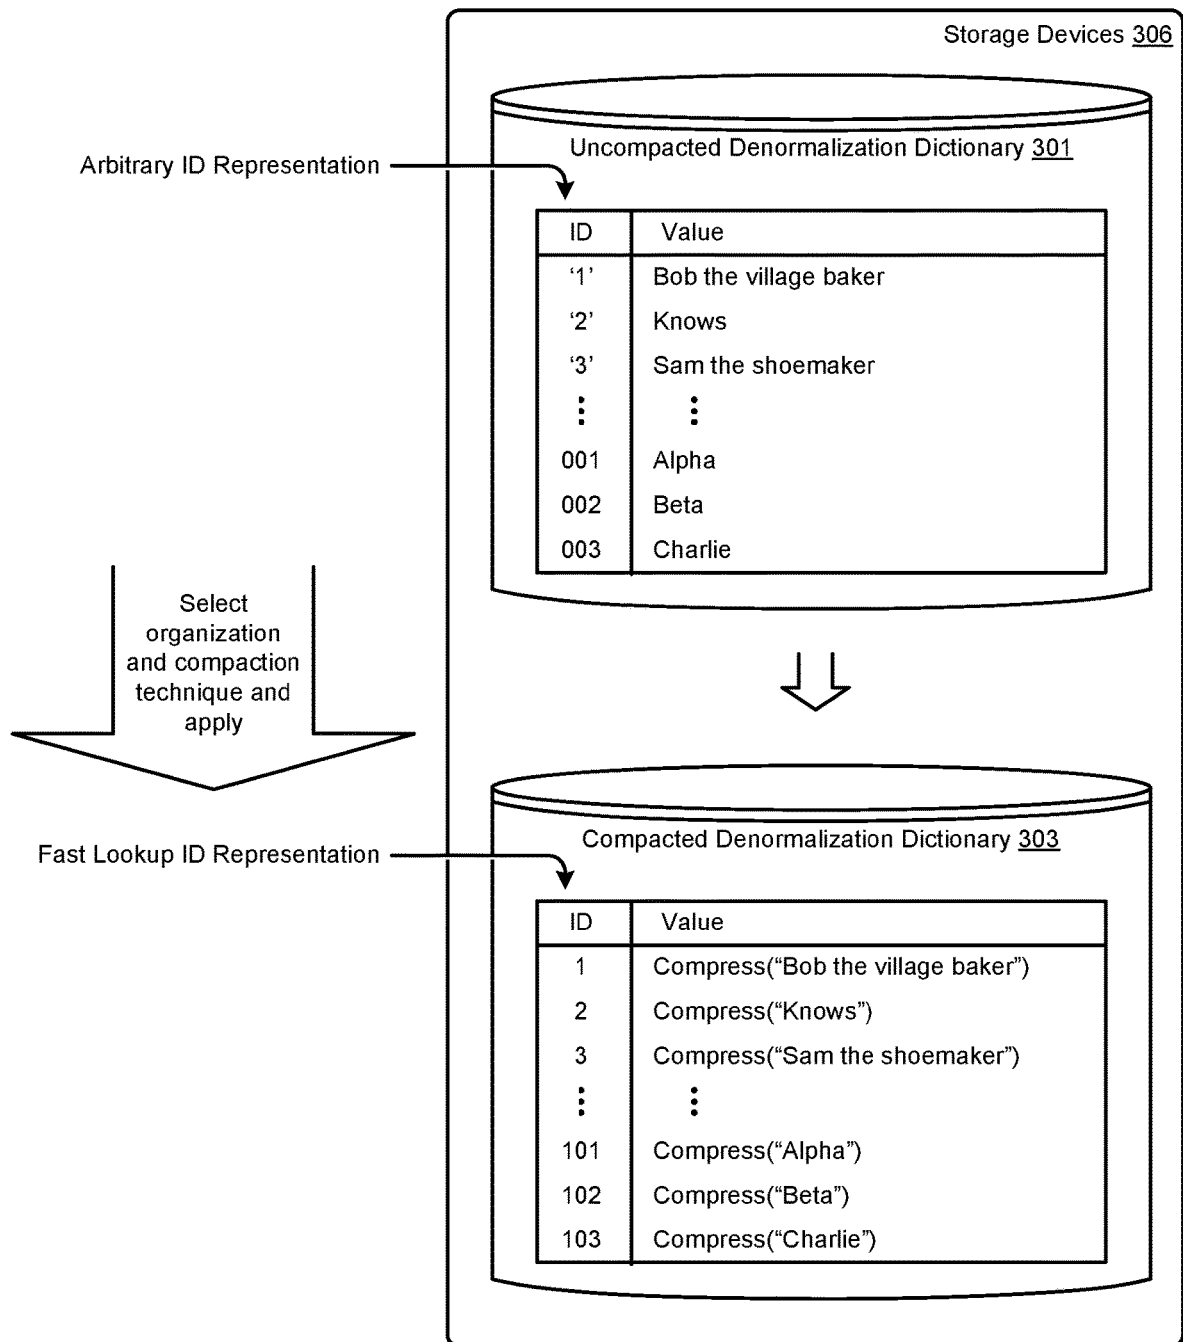 Storage Devices 306
Uncompacted Denormalization Dictionary 301
Arbitrary ID Representation
ID Value
‘1’ Bob the village baker
‘2’ Knows
‘3’ Sam the shoemaker
001 Alpha
002 Beta
003 Charlie
Select
organization
and compaction
technique and
apply
Compacted Denormalization Dictionary 303
Fast Lookup ID Representation
ID Value
1 Compress(“Bob the village baker”)
2 Compress(“Knows”)
3 Compress(“Sam the shoemaker”)
101 Compress(“Alpha”)
102 Compress(“Beta”)
103 Compress(“Charlie”)